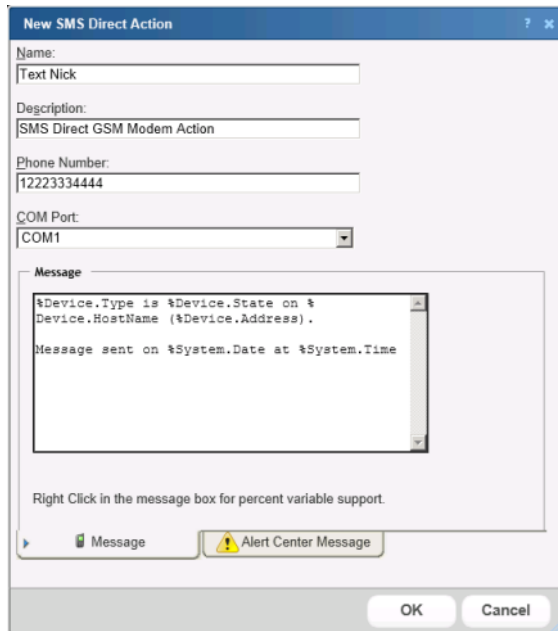 New SMS Direct Action ? x
Name:
Text Nick
Description:
SMS Direct GSM Modem Action
Phone Number:
12223334444
COM Port:
COM1
Message
%Device.Type is %Device.State on %
Device.HostName (%Device.Address).
Message sent on %System.Date at %System.Time
Right Click in the message box for percent variable support.
Message
Alert Center Message
OK
Cancel